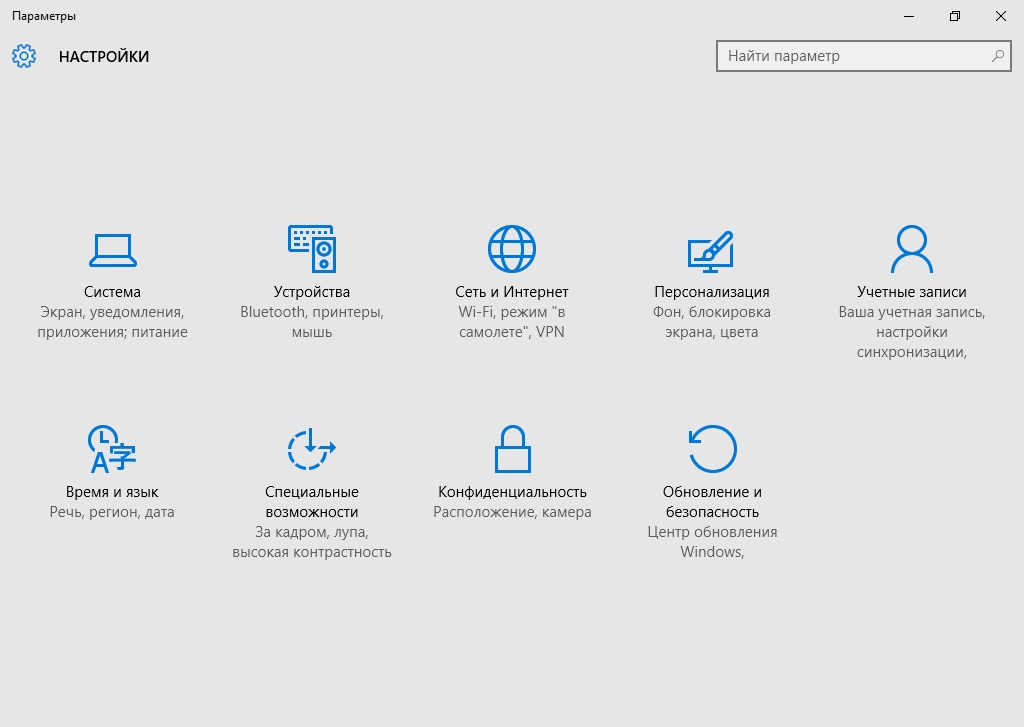 Параметры
НАСТРОЙКИ
Найти параметр
Система
Экран, уведомления,
приложения; питание
Устройства
Bluetooth, принтеры,
мышь
Сеть и Интернет
Wi-Fi, режим "в
самолете", VPN
Персонализация
Фон, блокировка
экрана, цвета
Учетные записи
Ваша учетная запись,
настройки
синхронизации,
A字
Время и язык
Речь, регион, дата
Специальные
возможности
За кадром, лупа,
высокая контрастность
Конфиденциальность
Расположение, камера
Обновление и
безопасность
Центр обновления
Windows,